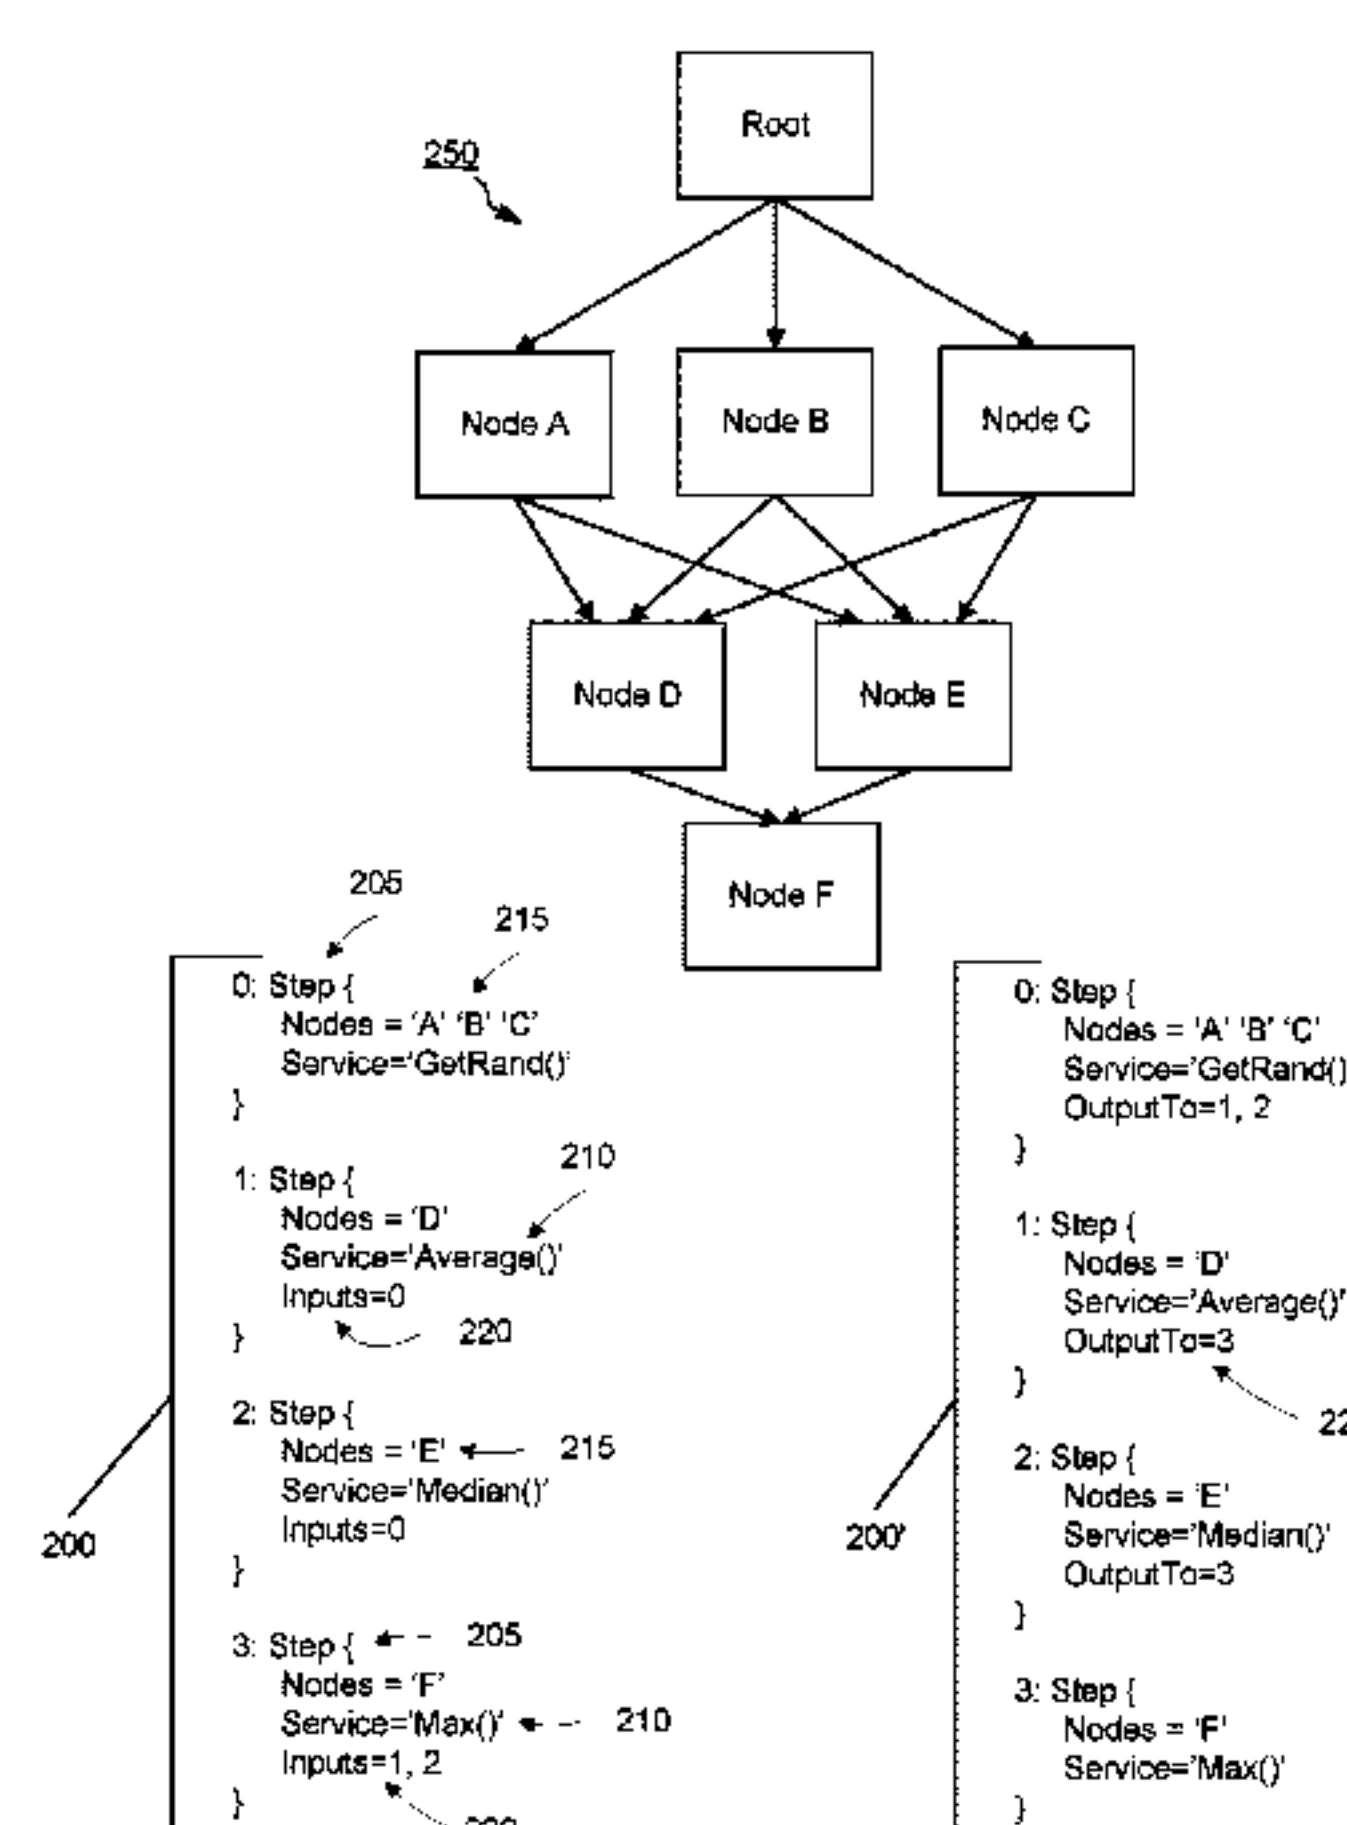 Root
250
Node A
Node B
Node C
Node D
Node E
Node F
205
215
0: Step {
Nodes = 'A' 'B' 'C'
Service='GetRand()'
}
210
1: Step {
Nodes = 'D'
Service='Average()'
Inputs=0
}
220
2: Step {
Nodes = 'E'
215
Service='Median()'
Inputs=0
}
200
3: Step {
205
Nodes = 'F'
Service='Max()'
210
Inputs=1, 2
}
0: Step {
Nodes = 'A' 'B' 'C'
Service='GetRand()
OutputTo=1, 2
}
1: Step {
Nodes = 'D'
Service='Average()'
OutputTo=3
}
2: Step {
Nodes = 'E'
Service='Median()'
OutputTo=3
}
200'
3: Step {
Nodes = 'F'
Service='Max()'
}